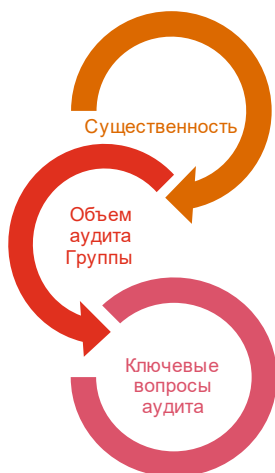 Существенность
Объем
аудита
Группы
Ключевые
вопросы
аудита